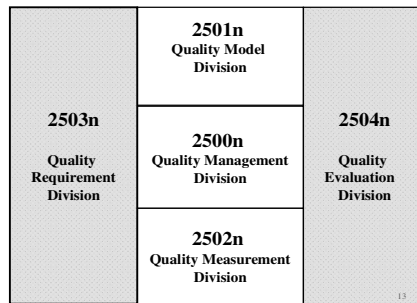 2501n
Quality Model
Division
2503n
Quality
Requirement
Division
2500n
Quality Management
Division
2504n
Quality
Evaluation
Division
2502n
Quality Measurement
Division
13